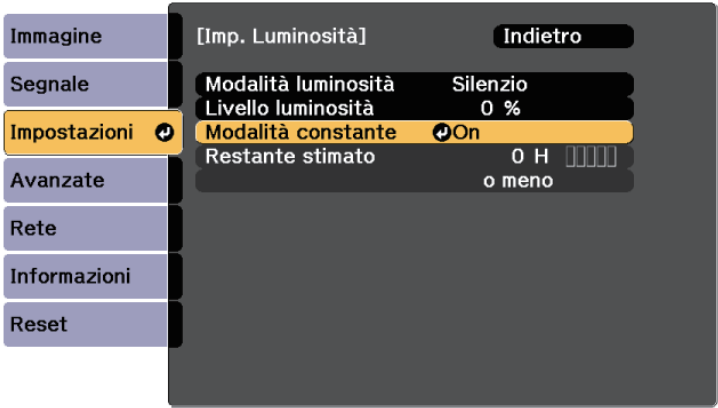 Immagine
Segnale
Impostazioni
Avanzate
Rete
Informazioni
Reset
[Imp. Luminosità] Indietro
Modalità luminosità Silenzio
Livello luminosità 0 %
Modalità constante On
Restante stimato 0 H
o meno